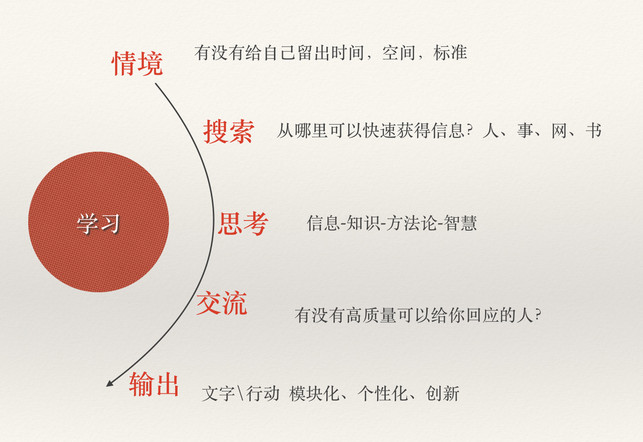 情境
有没有给自己留出时间，空间，标准
搜索
从哪里可以快速获得信息？人、事、网、书
学习
思考
信息-知识-方法论-智慧
交流
有没有高质量可以给你回应的人？
输出
文字\行动 模块化、个性化、创新